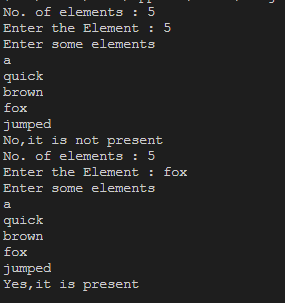 No. of elements : 5
Enter the Element : 5
Enter some elements
a
quick
brown
fox
jumped
No,it is not present
No. of elements : 5
Enter the Element : fox
Enter some elements
a
quick
brown
fox
jumped
Yes,it is present